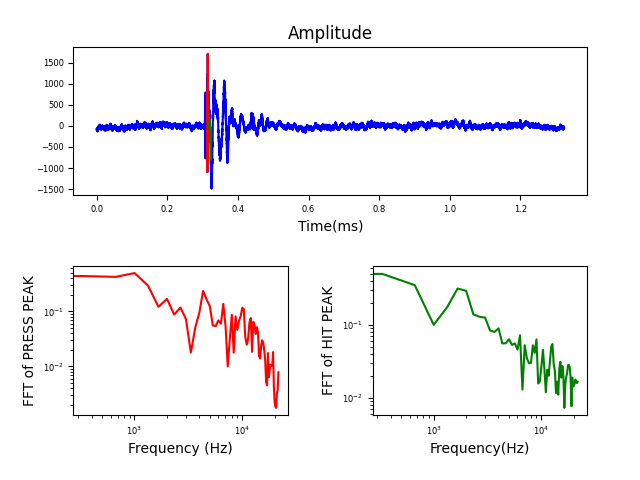 Amplitude
1500
1000
500
0
−500
−1000
−1500
0.0 0.2 0.4 0.6 0.8 1.0 1.2
Time(ms)
FFT of PRESS PEAK
10⁻¹
10⁻²
10³ 10⁴
Frequency (Hz)
FFT of HIT PEAK
10⁻¹
10⁻²
10³ 10⁴
Frequency(Hz)